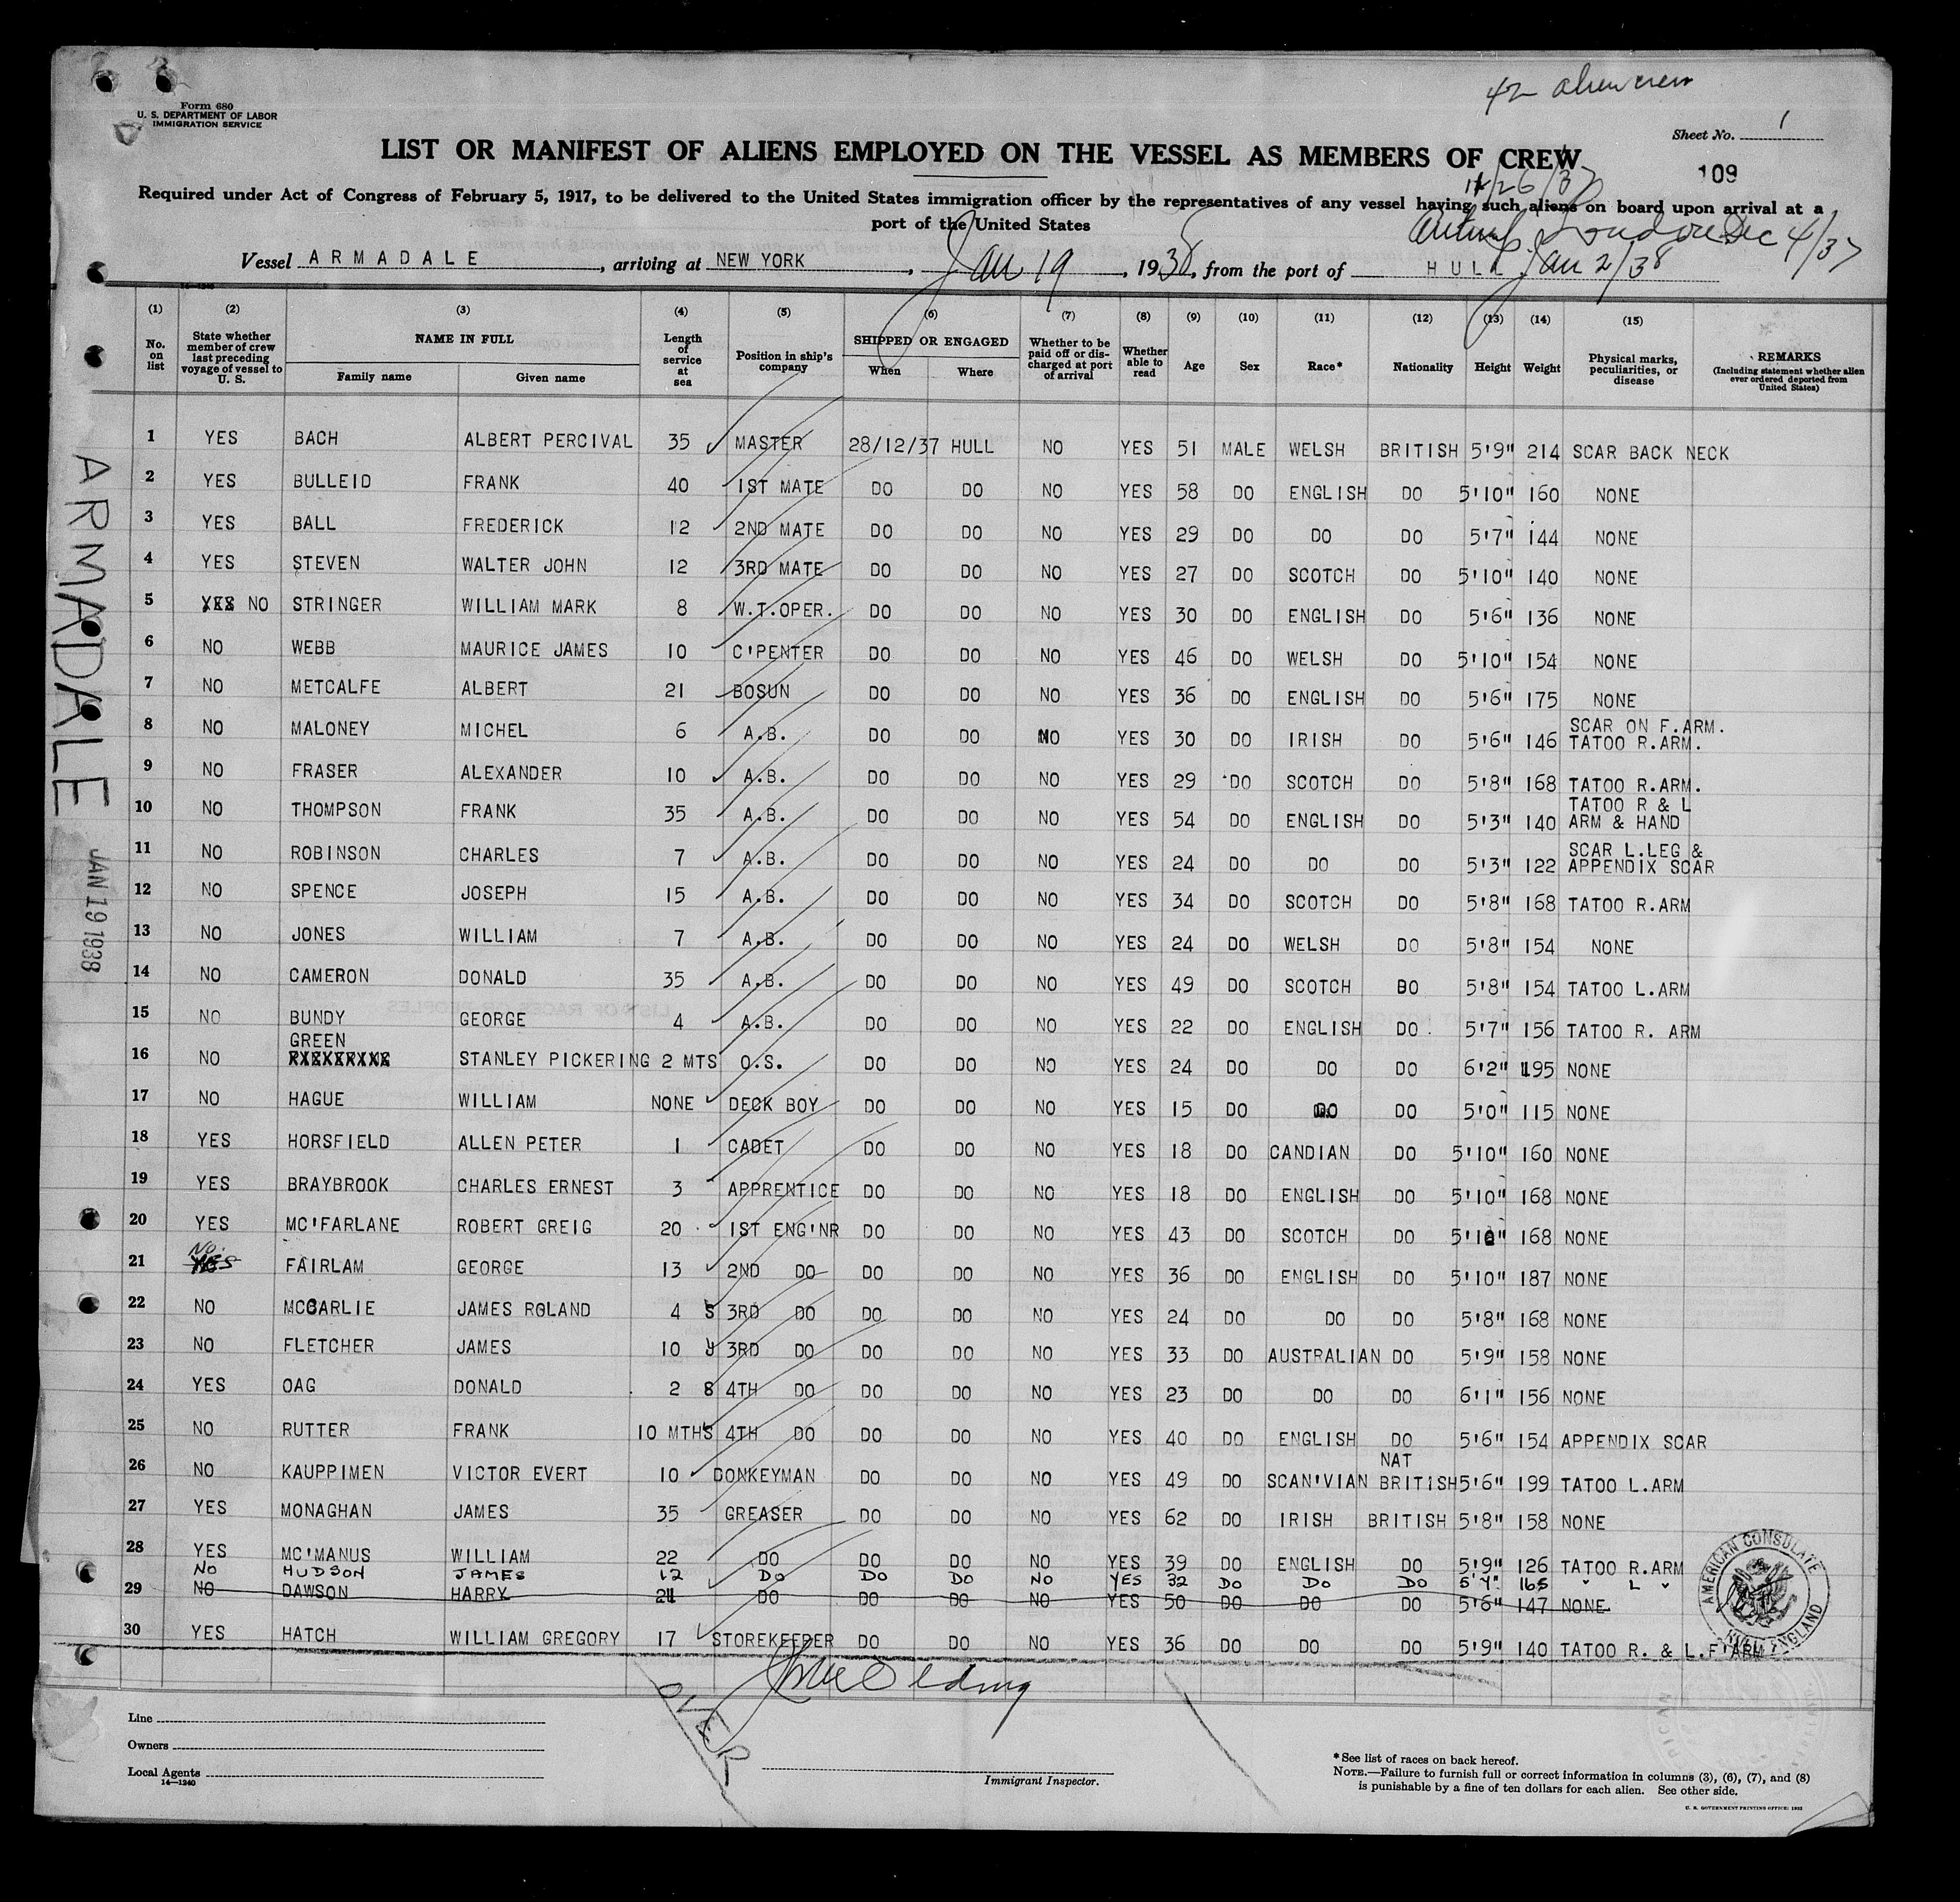 42 alien crew
Form 680
U. S. DEPARTMENT OF LABOR
IMMIGRATION SERVICE
Sheet No. 1
LIST OR MANIFEST OF ALIENS EMPLOYED ON THE VESSEL AS MEMBERS OF CREW
109
11/26/37
Required under Act of Congress of February 5, 1917, to be delivered to the United States immigration officer by the representatives of any vessel having such aliens on board upon arrival at a
port of the United States
London Dec 4/37
Vessel ARMADALE, arriving at NEW YORK, Jan 19, 1938, from the port of HULL Jan 2/38
(1) (2) (3) (4) (5) (6) (7) (8) (9) (10) (11) (12) (13) (14) (15)
No. on list
State whether member of crew last preceding voyage of vessel to U. S.
NAME IN FULL
Family name
Given name
Length of service at sea
Position in ship's company
SHIPPED OR ENGAGED
When
Where
Whether to be paid off or discharged at port of arrival
Whether able to read
Age
Sex
Race*
Nationality
Height
Weight
Physical marks, peculiarities, or disease
REMARKS
(Including statement whether alien ever ordered deported from United States)
1 YES BACH ALBERT PERCIVAL 35 MASTER 28/12/37 HULL NO YES 51 MALE WELSH BRITISH 5'9" 214 SCAR BACK NECK
2 YES BULLEID FRANK 40 1ST MATE DO DO NO YES 58 DO ENGLISH DO 5'10" 160 NONE
3 YES BALL FREDERICK 12 2ND MATE DO DO NO YES 29 DO DO DO 5'7" 144 NONE
4 YES STEVEN WALTER JOHN 12 3RD MATE DO DO NO YES 27 DO SCOTCH DO 5'10" 140 NONE
5 YES NO STRINGER WILLIAM MARK 8 W.T.OPER. DO DO NO YES 30 DO ENGLISH DO 5'6" 136 NONE
6 NO WEBB MAURICE JAMES 10 C'PENTER DO DO NO YES 46 DO WELSH DO 5'10" 154 NONE
7 NO METCALFE ALBERT 21 BOSUN DO DO NO YES 36 DO ENGLISH DO 5'6" 175 NONE
8 NO MALONEY MICHEL 6 A.B. DO DO NO YES 30 DO IRISH DO 5'6" 146 SCAR ON F.ARM. TATOO R.ARM.
9 NO FRASER ALEXANDER 10 A.B. DO DO NO YES 29 DO SCOTCH DO 5'8" 168 TATOO R.ARM.
10 NO THOMPSON FRANK 35 A.B. DO DO NO YES 54 DO ENGLISH DO 5'3" 140 TATOO R & L ARM & HAND
11 NO ROBINSON CHARLES 7 A.B. DO DO NO YES 24 DO DO DO 5'3" 122 SCAR L.LEG & APPENDIX SCAR
12 NO SPENCE JOSEPH 15 A.B. DO DO NO YES 34 DO SCOTCH DO 5'8" 168 TATOO R.ARM
13 NO JONES WILLIAM 7 A.B. DO DO NO YES 24 DO WELSH DO 5'8" 154 NONE
14 NO CAMERON DONALD 35 A.B. DO DO NO YES 49 DO SCOTCH BO 5'8" 154 TATOO L.ARM
15 NO BUNDY GEORGE 4 A.B. DO DO NO YES 22 DO ENGLISH DO 5'7" 156 TATOO R. ARM
16 NO GREEN STANLEY PICKERING 2 MTS O.S. DO DO NO YES 24 DO DO DO 6'2" 195 NONE
17 NO HAGUE WILLIAM NONE DECK BOY DO DO NO YES 15 DO DO DO 5'0" 115 NONE
18 YES HORSFIELD ALLEN PETER 1 CADET DO DO NO YES 18 DO CANDIAN DO 5'10" 160 NONE
19 YES BRAYBROOK CHARLES ERNEST 3 APPRENTICE DO DO NO YES 18 DO ENGLISH DO 5'10" 168 NONE
20 YES MC'FARLANE ROBERT GREIG 20 1ST ENG'NR DO DO NO YES 43 DO SCOTCH DO 5'10" 168 NONE
21 No. YES FAIRLAM GEORGE 13 2ND DO DO DO NO YES 36 DO ENGLISH DO 5'10" 187 NONE
22 NO MCCARLIE JAMES ROLAND 4 3RD DO DO DO NO YES 24 DO DO DO 5'8" 168 NONE
23 NO FLETCHER JAMES 10 3RD DO DO DO NO YES 33 DO AUSTRALIAN DO 5'9" 158 NONE
24 YES OAG DONALD 2 8 4TH DO DO DO NO YES 23 DO DO DO 6'1" 156 NONE
25 NO RUTTER FRANK 10 MTHS 4TH DO DO DO NO YES 40 DO ENGLISH DO 5'6" 154 APPENDIX SCAR
26 NO KAUPPIMEN VICTOR EVERT 10 DONKEYMAN DO DO NO YES 49 DO SCAN'VIAN NAT BRITISH 5'6" 199 TATOO L.ARM
27 YES MONAGHAN JAMES 35 GREASER DO DO NO YES 62 DO IRISH BRITISH 5'8" 158 NONE
28 YES MC'MANUS WILLIAM 22 DO DO DO NO YES 39 DO ENGLISH DO 5'9" 126 TATOO R.ARM
No HUDSON JAMES 12 Do Do Do No YES 32 Do Do Do 165 " L "
29 NO DAWSON HARRY 24 DO DO DO NO YES 50 DO DO DO 5'6" 147 NONE
30 YES HATCH WILLIAM GREGORY 17 STOREKEEPER DO DO NO YES 36 DO DO DO 5'9" 140 TATOO R. & L.F'ARM
AMERICAN CONSULATE
HULL, ENGLAND
ARMADALE
JAN 19 1938
OVER
Line
Owners
Local Agents
14—1240
Immigrant Inspector.
*See list of races on back hereof.
NOTE.—Failure to furnish full or correct information in columns (3), (6), (7), and (8)
is punishable by a fine of ten dollars for each alien. See other side.
U. S. GOVERNMENT PRINTING OFFICE: 1932